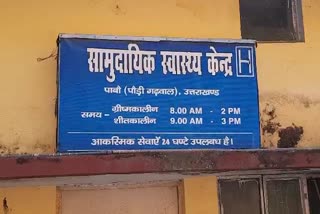 सामुदायिक स्वास्थ्य केन्द्र H
पाबौ (पौड़ी गढ़वाल), उत्तराखण्ड
ग्रीष्मकालीन 8.00 AM - 2 PM
समय -
शीतकालीन 9.00 AM - 3 PM
आकस्मिक सेवाएँ 24 घण्टे उपलब्ध है।